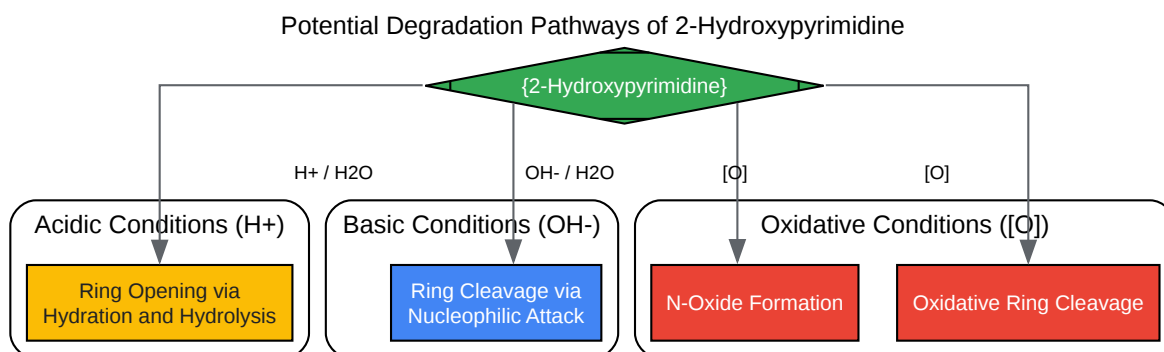 Potential Degradation Pathways of 2-Hydroxypyrimidine
{2-Hydroxypyrimidine}
H+ / H2O
OH- / H2O
[O]
[O]
Acidic Conditions (H+)
Basic Conditions (OH-)
Oxidative Conditions ([O])
Ring Opening via
Hydration and Hydrolysis
Ring Cleavage via
Nucleophilic Attack
N-Oxide Formation
Oxidative Ring Cleavage